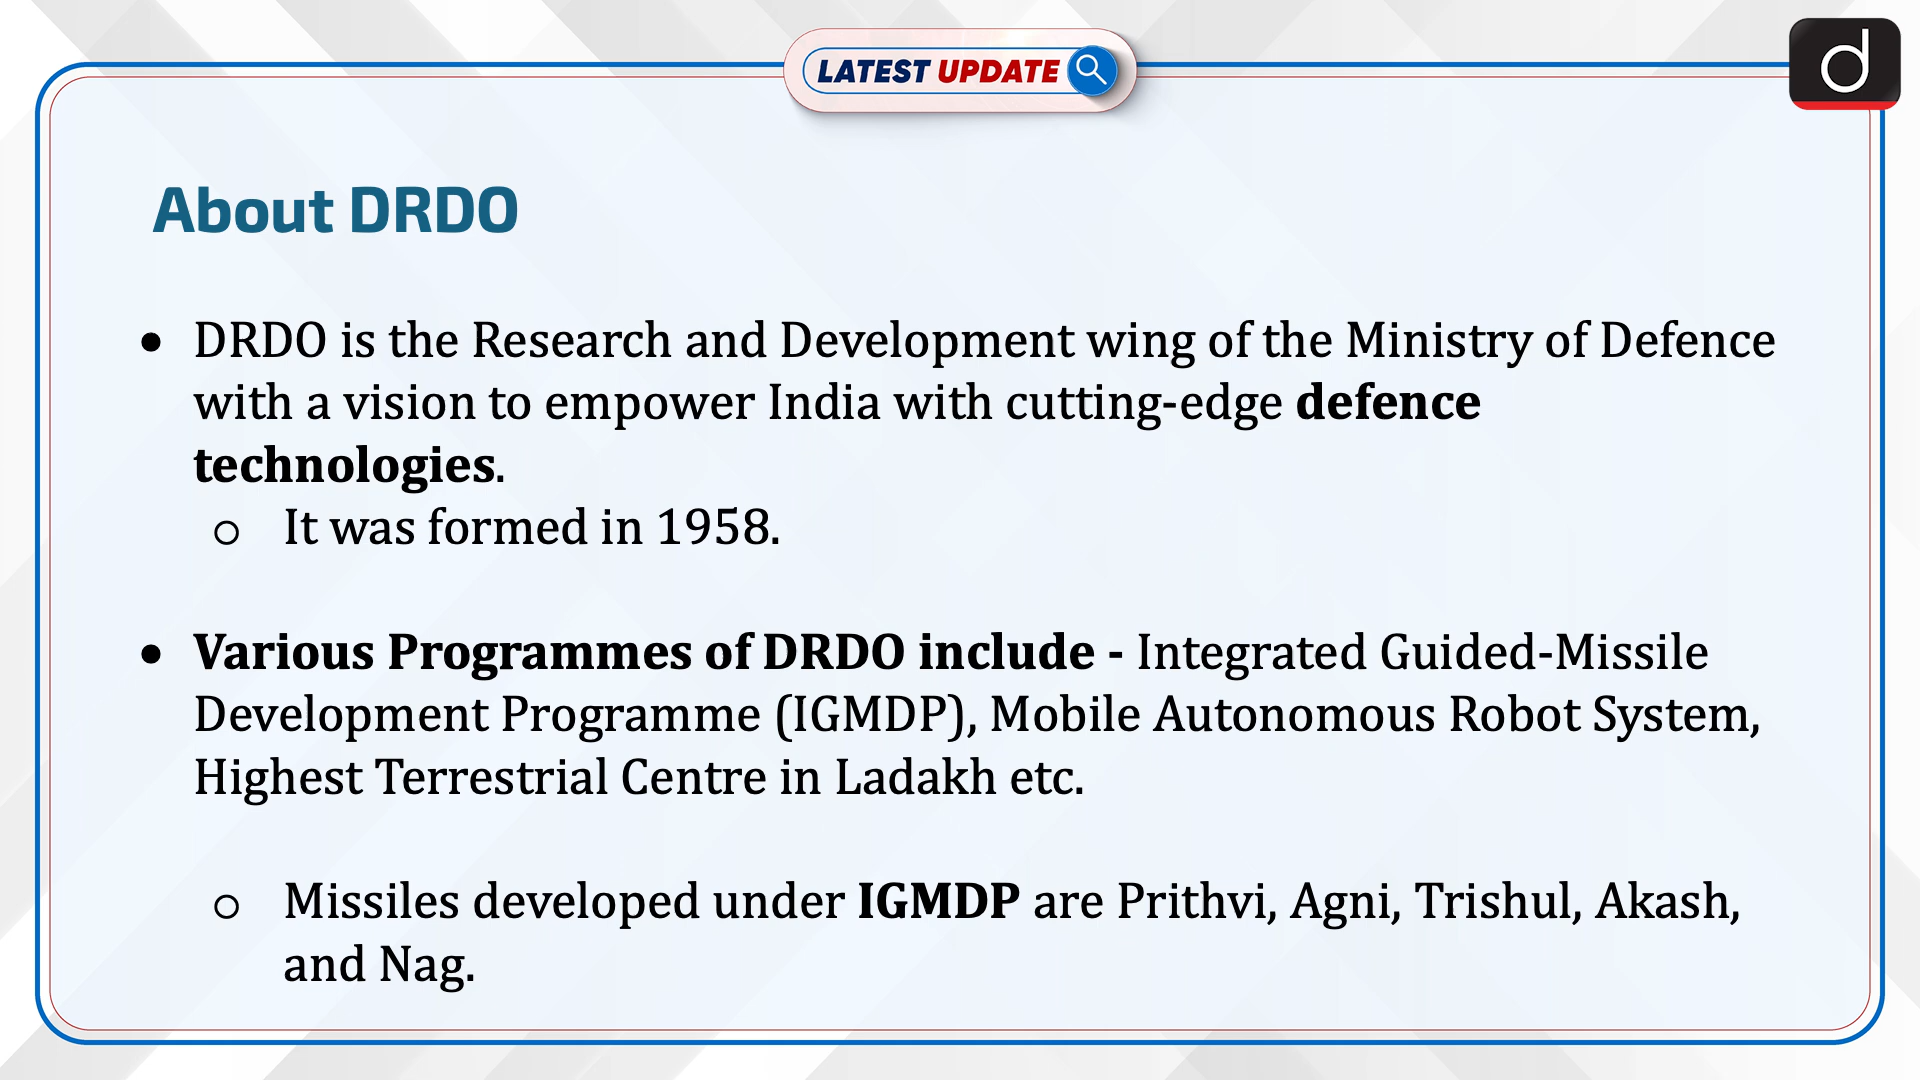 LATEST UPDATE
d
About DRDO
• DRDO is the Research and Development wing of the Ministry of Defence
with a vision to empower India with cutting-edge defence
technologies.
o It was formed in 1958.
• Various Programmes of DRDO include - Integrated Guided-Missile
Development Programme (IGMDP), Mobile Autonomous Robot System,
Highest Terrestrial Centre in Ladakh etc.
o Missiles developed under IGMDP are Prithvi, Agni, Trishul, Akash,
and Nag.